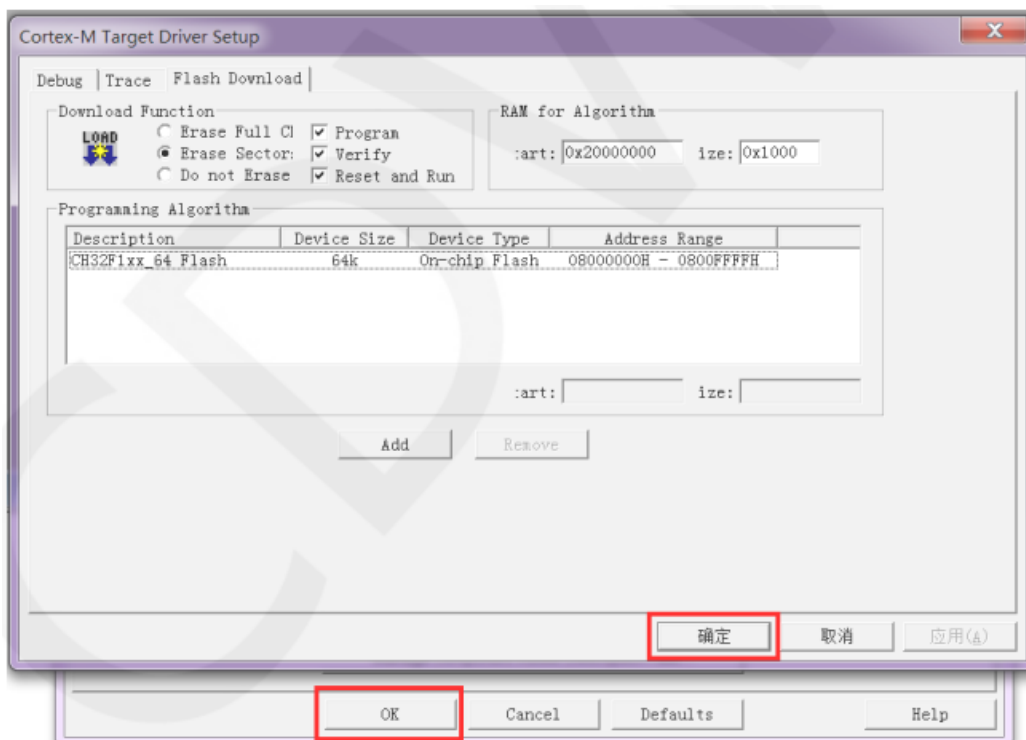 Cortex-M Target Driver Setup
Debug Trace Flash Download
Download Function
LOAD
Erase Full Cl
Program
Erase Sector:
Verify
Do not Erase
Reset and Run
RAM for Algorithm
:art: 0x20000000 ize: 0x1000
Programming Algorithm
Description Device Size Device Type Address Range
CH32F1xx_64 Flash 64k On-chip Flash 08000000H - 0800FFFFH
:art: ize:
Add Remove
确定 取消 应用(A)
OK Cancel Defaults Help